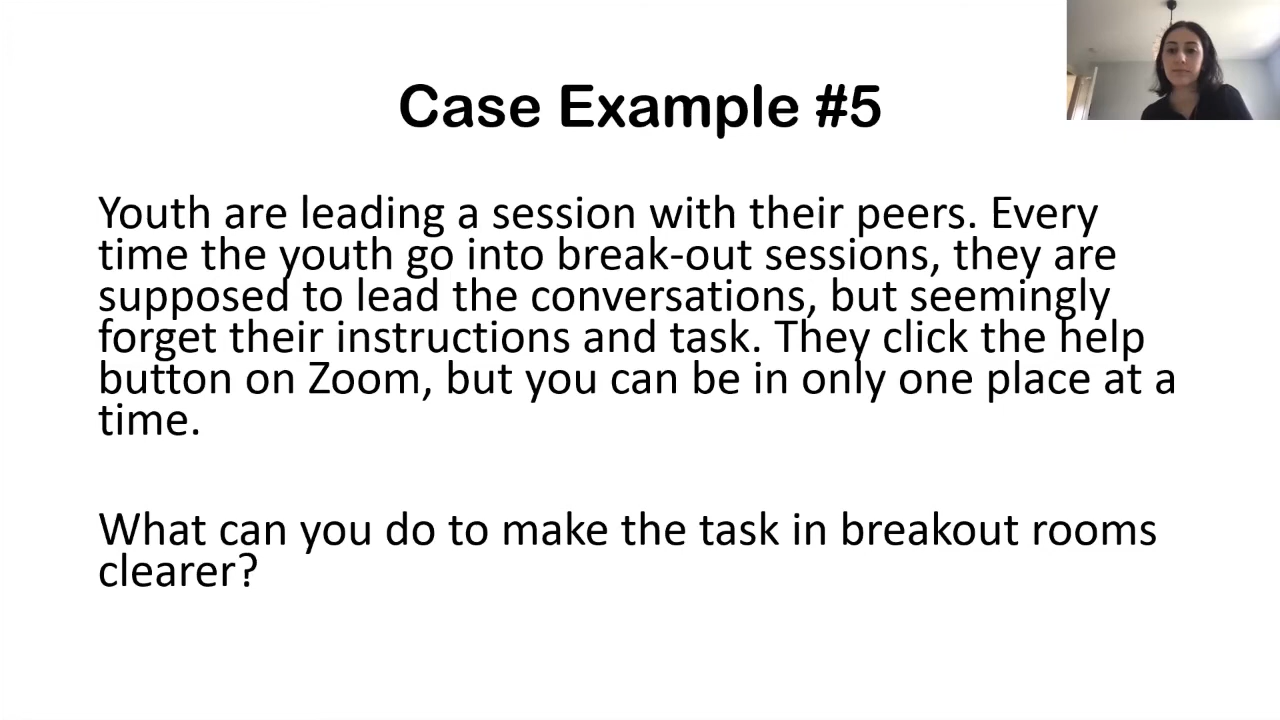 Case Example #5
Youth are leading a session with their peers. Every
time the youth go into break-out sessions, they are
supposed to lead the conversations, but seemingly
forget their instructions and task. They click the help
button on Zoom, but you can be in only one place at a
time.
What can you do to make the task in breakout rooms
clearer?